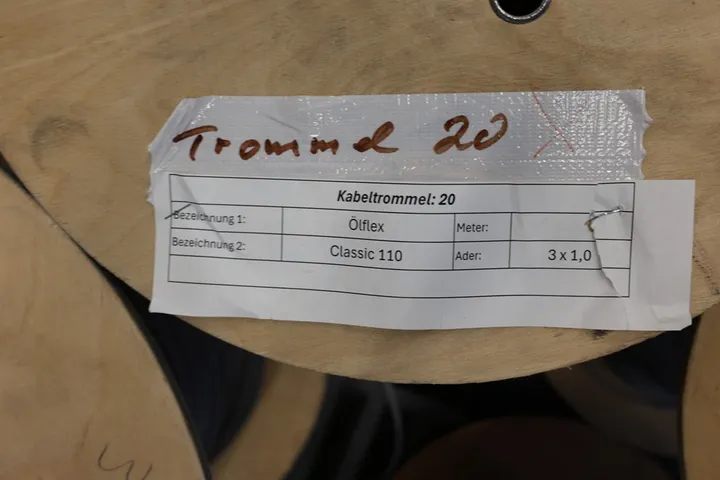 Trommel 20
Kabeltrommel: 20
Bezeichnung 1: Ölflex Meter:
Bezeichnung 2: Classic 110 Ader: 3 x 1,0